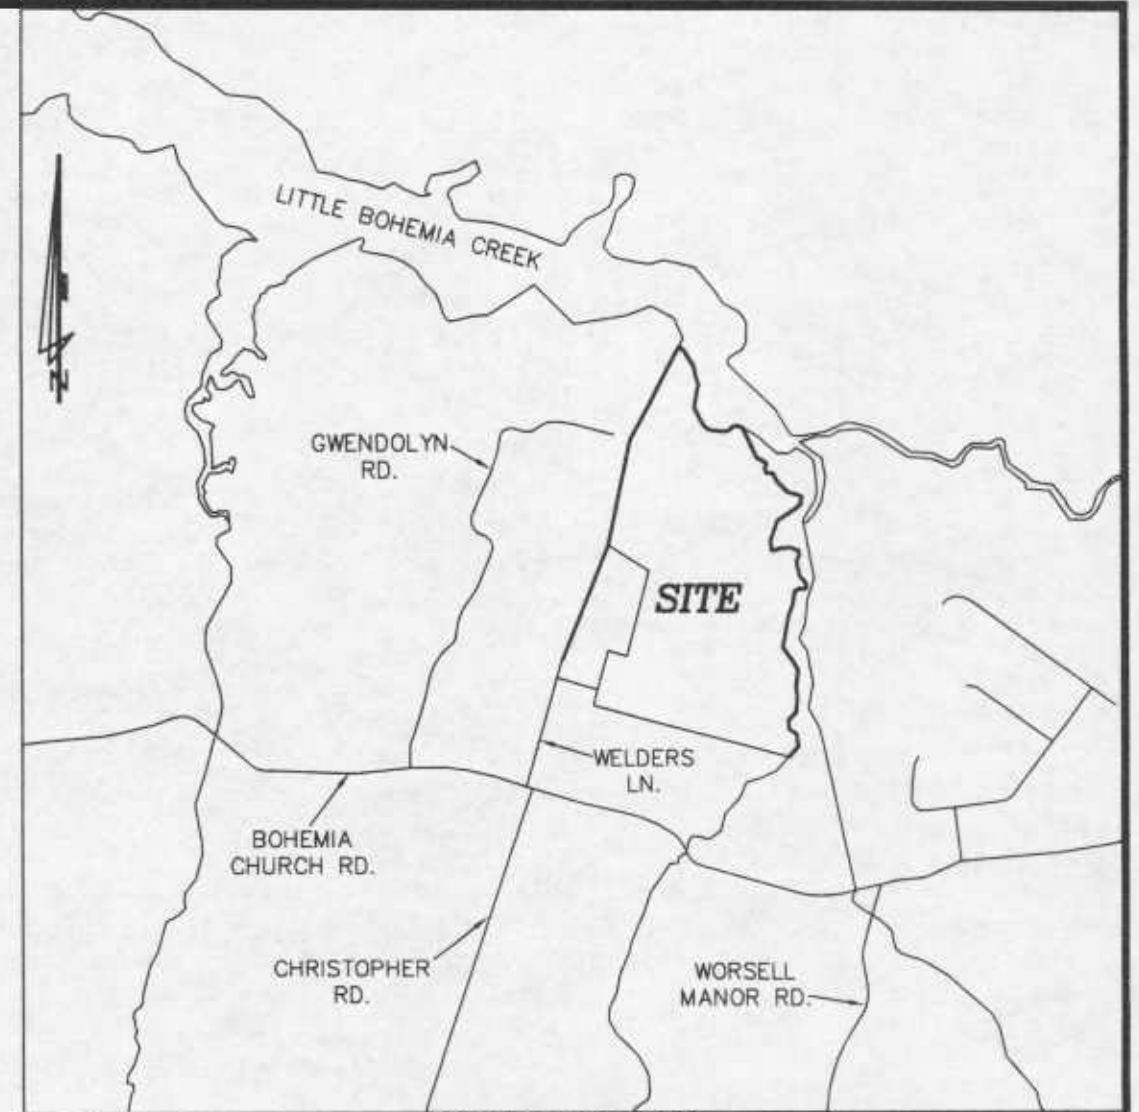 LITTLE BOHEMIA CREEK
N
GWENDOLYN
RD.
SITE
WELDERS
LN.
BOHEMIA
CHURCH RD.
CHRISTOPHER
RD.
WORSELL
MANOR RD.